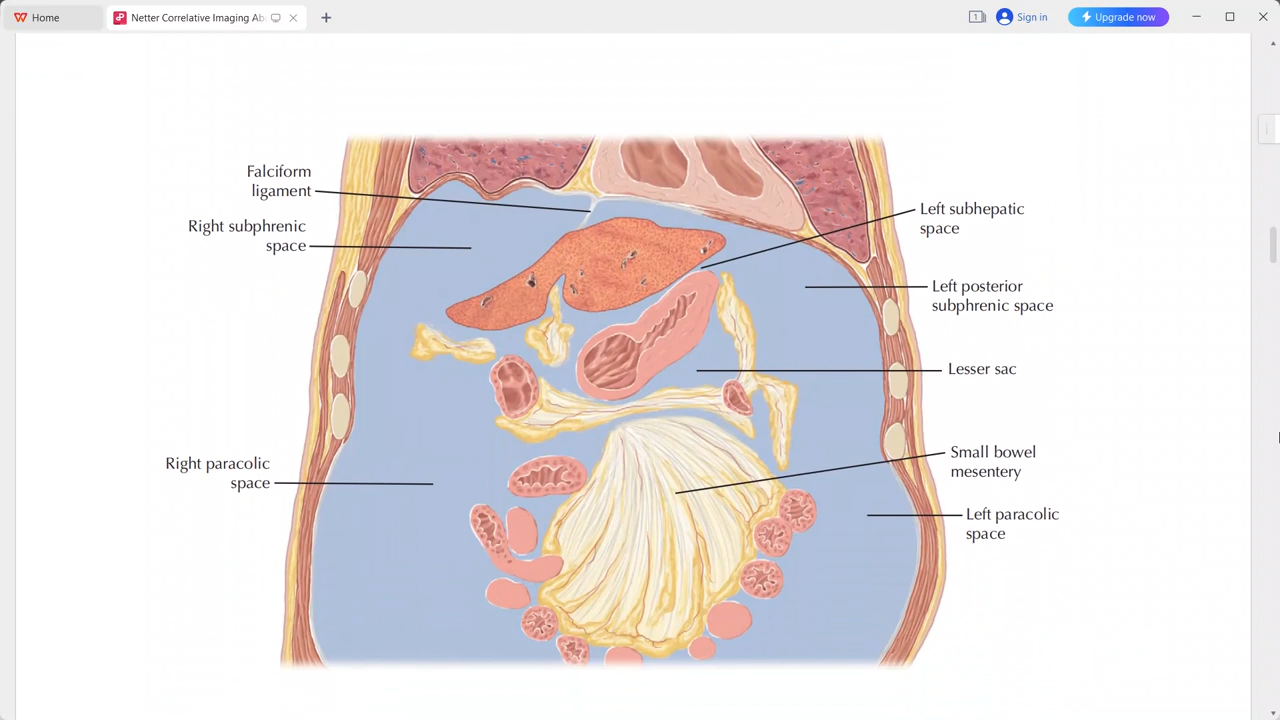 Home
Netter Correlative Imaging Ab
1
Sign in
Upgrade now
Falciform
ligament
Right subphrenic
space
Right paracolic
space
Left subhepatic
space
Left posterior
subphrenic space
Lesser sac
Small bowel
mesentery
Left paracolic
space